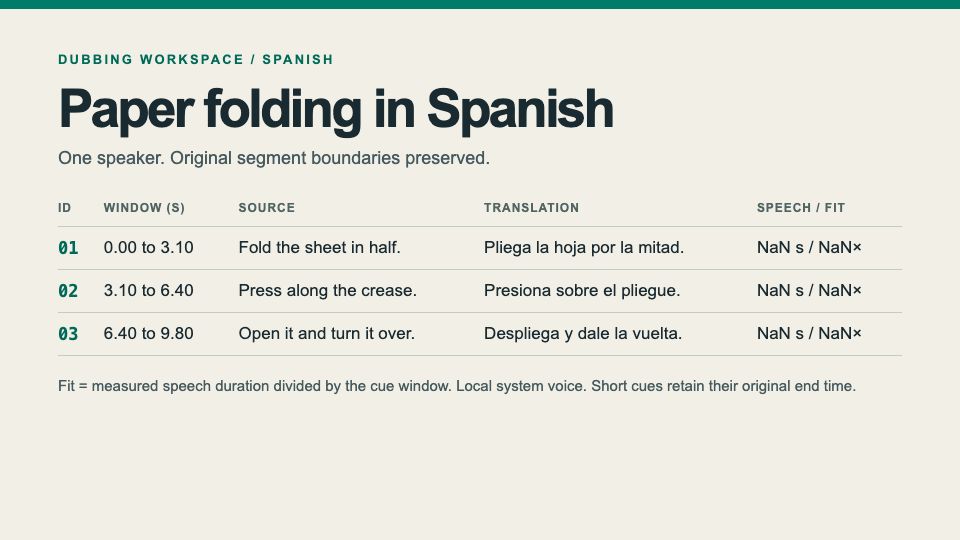 DUBBING WORKSPACE / SPANISH
Paper folding in Spanish
One speaker. Original segment boundaries preserved.
ID WINDOW (S) SOURCE TRANSLATION SPEECH / FIT
01 0.00 to 3.10 Fold the sheet in half. Pliega la hoja por la mitad. NaN s / NaN×
02 3.10 to 6.40 Press along the crease. Presiona sobre el pliegue. NaN s / NaN×
03 6.40 to 9.80 Open it and turn it over. Despliega y dale la vuelta. NaN s / NaN×
Fit = measured speech duration divided by the cue window. Local system voice. Short cues retain their original end time.